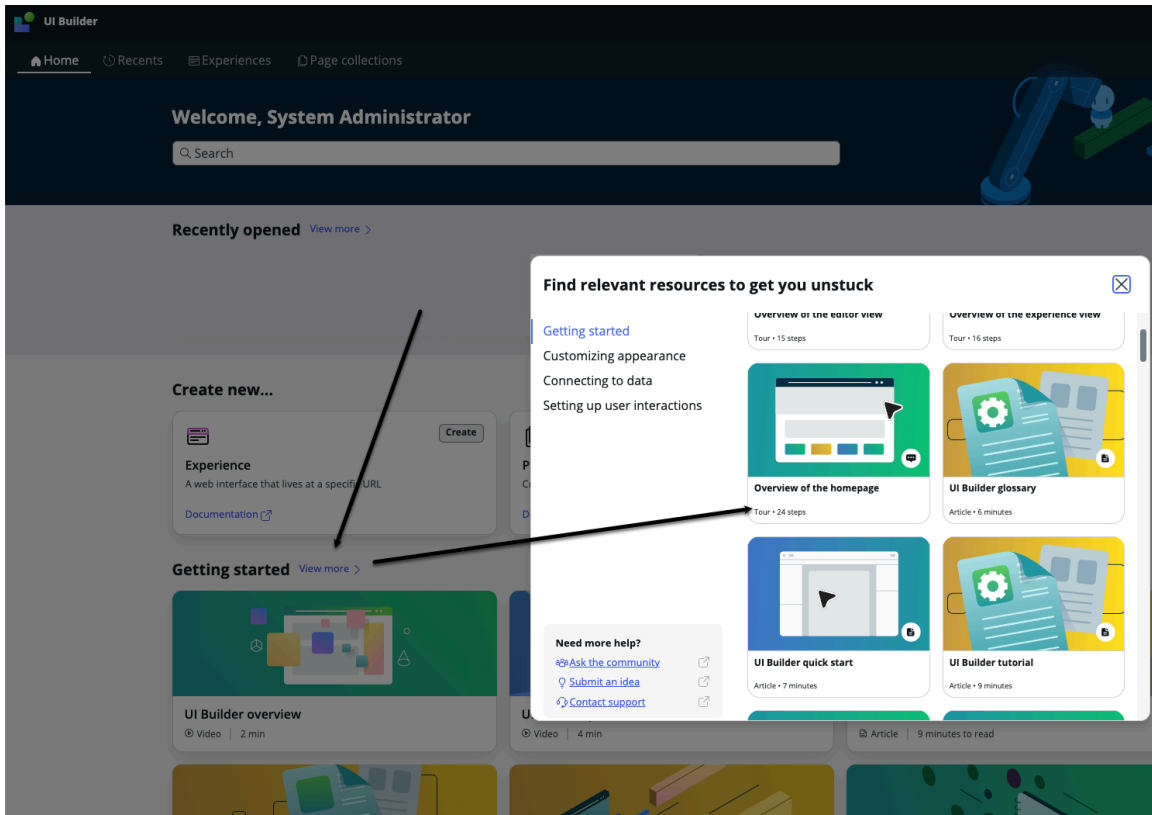 UI Builder
Home Recents Experiences Page collections
Welcome, System Administrator
Search
Recently opened View more
Find relevant resources to get you unstuck
Getting started
Customizing appearance
Connecting to data
Setting up user interactions
Overview of the editor view
Tour • 15 steps
Overview of the experience view
Tour • 16 steps
Overview of the homepage
Tour • 24 steps
UI Builder glossary
Article • 6 minutes
UI Builder quick start
Article • 7 minutes
UI Builder tutorial
Article • 9 minutes
Need more help?
Ask the community
Submit an idea
Contact support
Create new...
Create
Experience
A web interface that lives at a specific URL
Documentation
Getting started View more
UI Builder overview
Video 2 min
Video 4 min
Article 9 minutes to read